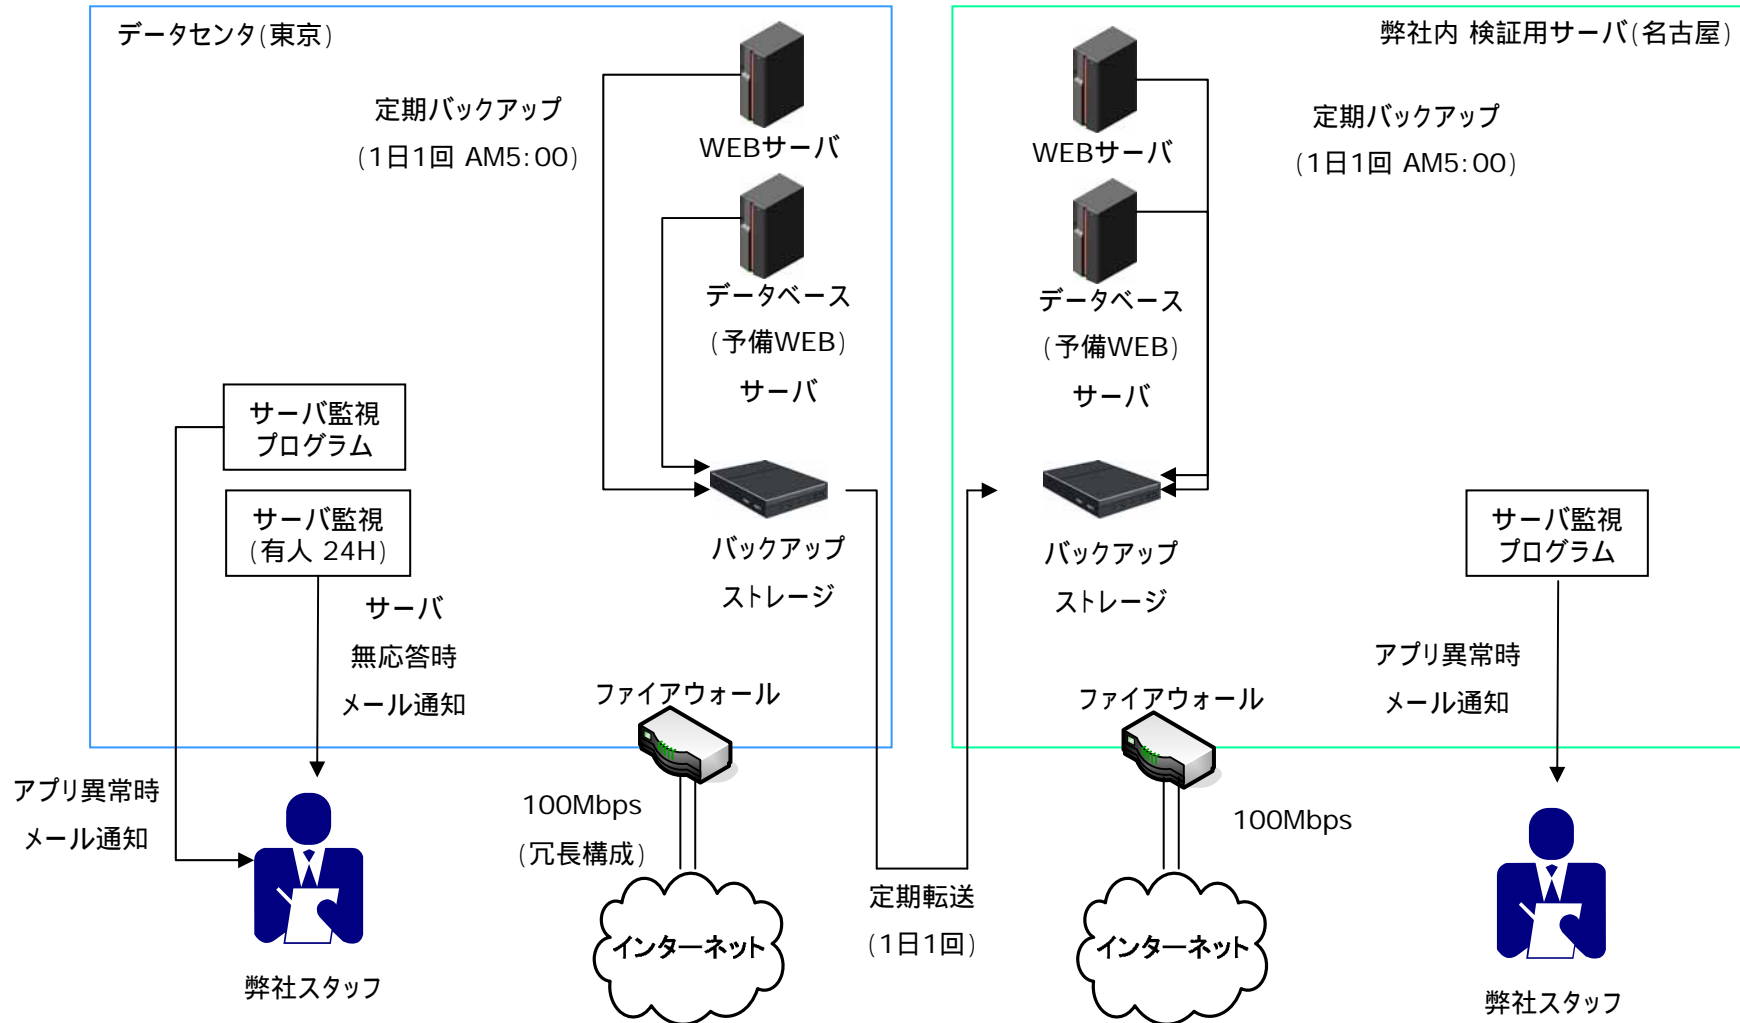 データセンタ(東京)
弊社内 検証用サーバ(名古屋)
定期バックアップ
(1日1回 AM5:00)
WEBサーバ
WEBサーバ
定期バックアップ
(1日1回 AM5:00)
データベース
(予備WEB)
サーバ
データベース
(予備WEB)
サーバ
サーバ監視
プログラム
サーバ監視
(有人 24H)
バックアップ
ストレージ
バックアップ
ストレージ
サーバ監視
プログラム
サーバ
無応答時
メール通知
アプリ異常時
メール通知
ファイアウォール
ファイアウォール
アプリ異常時
メール通知
100Mbps
(冗長構成)
100Mbps
定期転送
(1日1回)
インターネット
インターネット
弊社スタッフ
弊社スタッフ